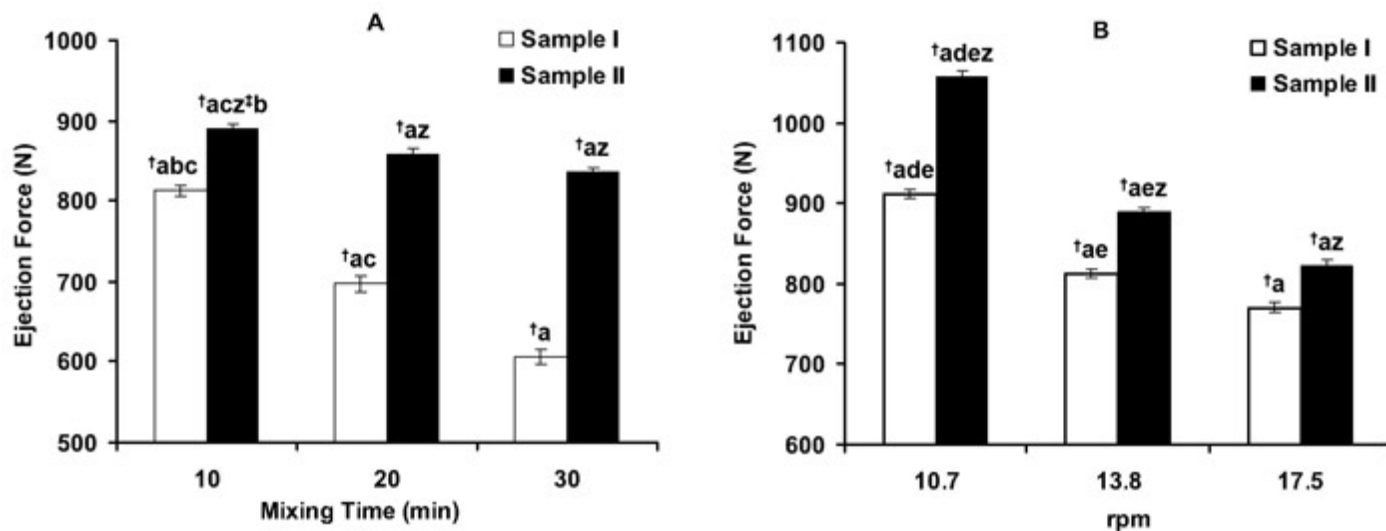 A
Sample I
Sample II
Ejection Force (N)
1000
900
800
700
600
500
†abc
†acz‡b
†ac
†az
†a
†az
10
20
30
Mixing Time (min)
B
Sample I
Sample II
Ejection Force (N)
1100
1000
900
800
700
600
†ade
†adez
†ae
†aez
†a
†az
10.7
13.8
17.5
rpm